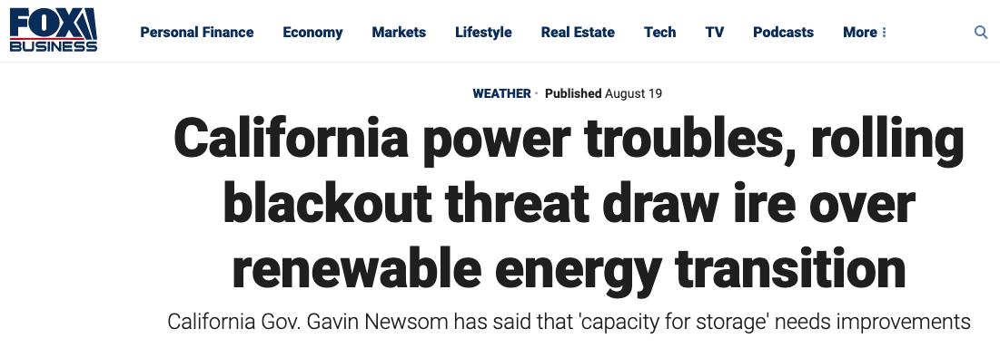 FOX
BUSINESS
Personal Finance Economy Markets Lifestyle Real Estate Tech TV Podcasts More
WEATHER · Published August 19
California power troubles, rolling
blackout threat draw ire over
renewable energy transition
California Gov. Gavin Newsom has said that 'capacity for storage' needs improvements